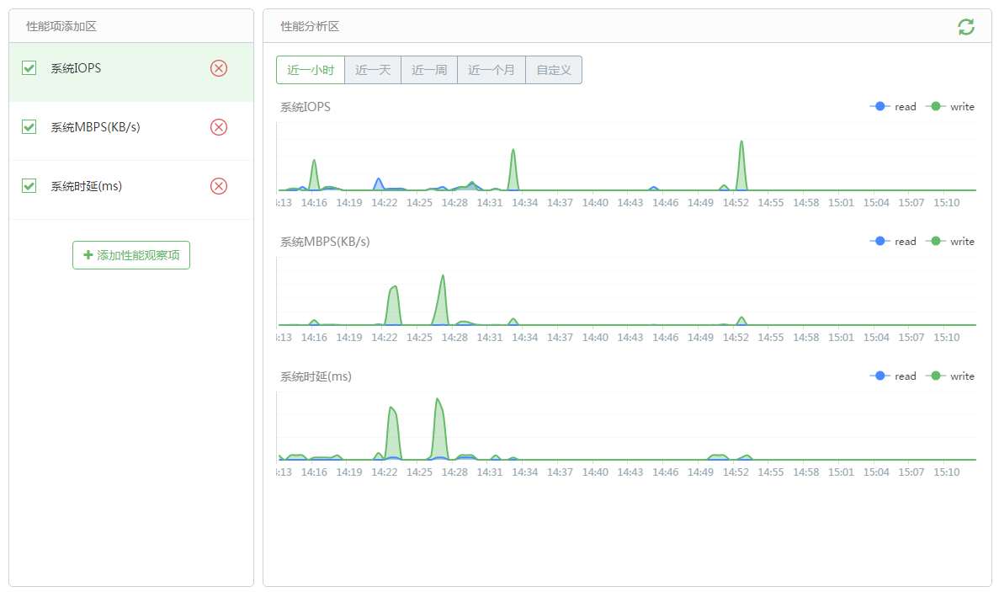 性能项添加区
系统IOPS
系统MBPS(KB/s)
系统时延(ms)
添加性能观察项
性能分析区
近一小时 近一天 近一周 近一个月 自定义
系统IOPS read write
14:16 14:19 14:22 14:25 14:28 14:31 14:34 14:37 14:40 14:43 14:46 14:49 14:52 14:55 14:58 15:01 15:04 15:07 15:10
系统MBPS(KB/s) read write
14:16 14:19 14:22 14:25 14:28 14:31 14:34 14:37 14:40 14:43 14:46 14:49 14:52 14:55 14:58 15:01 15:04 15:07 15:10
系统时延(ms) read write
14:16 14:19 14:22 14:25 14:28 14:31 14:34 14:37 14:40 14:43 14:46 14:49 14:52 14:55 14:58 15:01 15:04 15:07 15:10